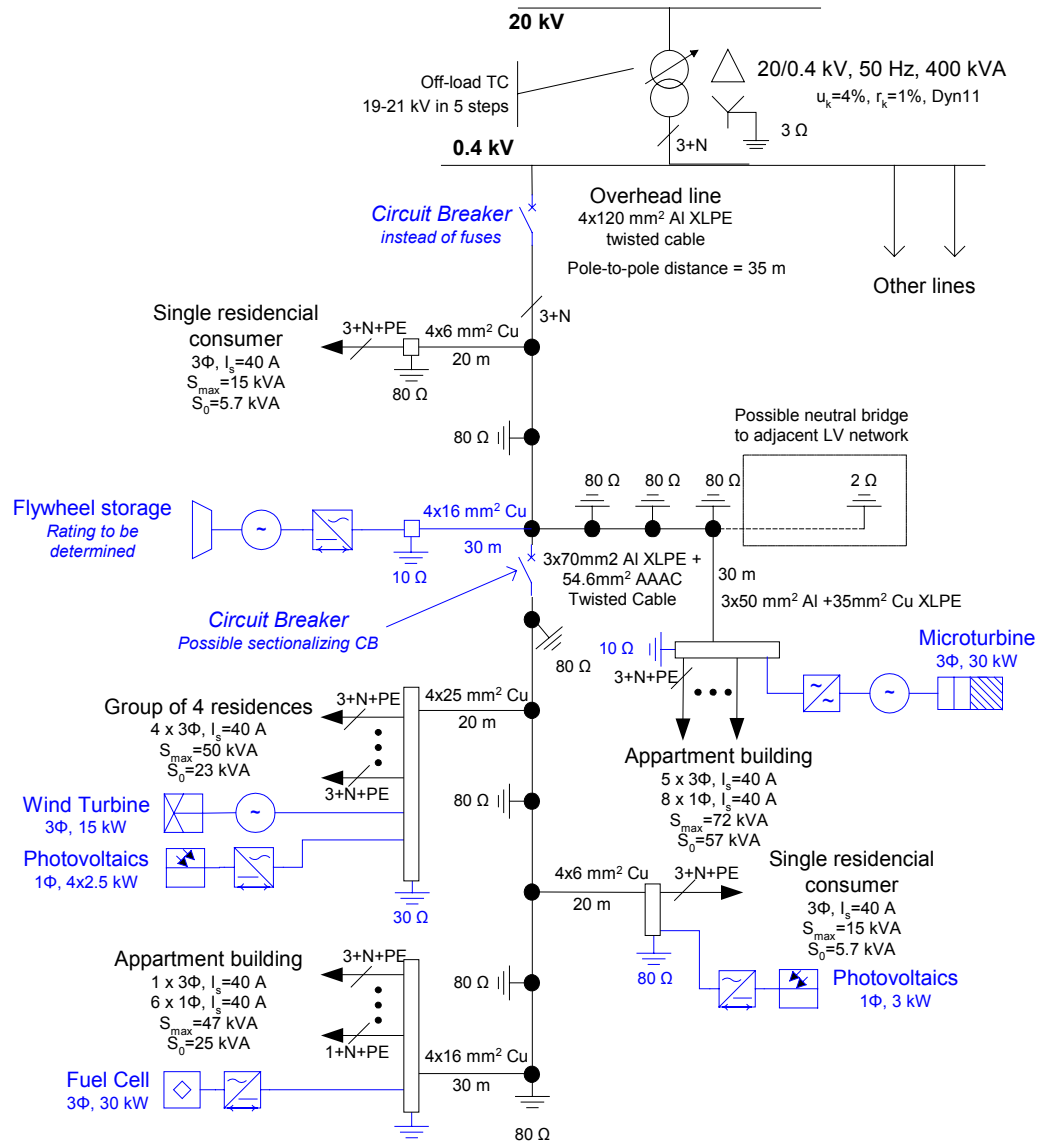 20 kV
Off-load TC
19-21 kV in 5 steps
20/0.4 kV, 50 Hz, 400 kVA
uk=4%, rk=1%, Dyn11
3 Ω
3+N
0.4 kV
Circuit Breaker
instead of fuses
Overhead line
4x120 mm² Al XLPE
twisted cable
Pole-to-pole distance = 35 m
Other lines
3+N
Single residencial
consumer
3Φ, Is=40 A
Smax=15 kVA
S0=5.7 kVA
3+N+PE
4x6 mm² Cu
20 m
80 Ω
80 Ω
Possible neutral bridge
to adjacent LV network
80 Ω
80 Ω
80 Ω
2 Ω
Flywheel storage
Rating to be
determined
~
4x16 mm² Cu
30 m
10 Ω
3x70mm2 Al XLPE +
54.6mm² AAAC
Twisted Cable
30 m
3x50 mm² Al +35mm² Cu XLPE
Circuit Breaker
Possible sectionalizing CB
80 Ω
10 Ω
3+N+PE
Microturbine
3Φ, 30 kW
~
~
~
Appartment building
5 x 3Φ, Is=40 A
8 x 1Φ, Is=40 A
Smax=72 kVA
S0=57 kVA
Group of 4 residences
4 x 3Φ, Is=40 A
Smax=50 kVA
S0=23 kVA
3+N+PE
3+N+PE
4x25 mm² Cu
20 m
Wind Turbine
3Φ, 15 kW
~
Photovoltaics
1Φ, 4x2.5 kW
30 Ω
80 Ω
4x6 mm² Cu
20 m
3+N+PE
80 Ω
Single residencial
consumer
3Φ, Is=40 A
Smax=15 kVA
S0=5.7 kVA
Photovoltaics
1Φ, 3 kW
Appartment building
1 x 3Φ, Is=40 A
6 x 1Φ, Is=40 A
Smax=47 kVA
S0=25 kVA
3+N+PE
1+N+PE
80 Ω
4x16 mm² Cu
30 m
Fuel Cell
3Φ, 30 kW
80 Ω